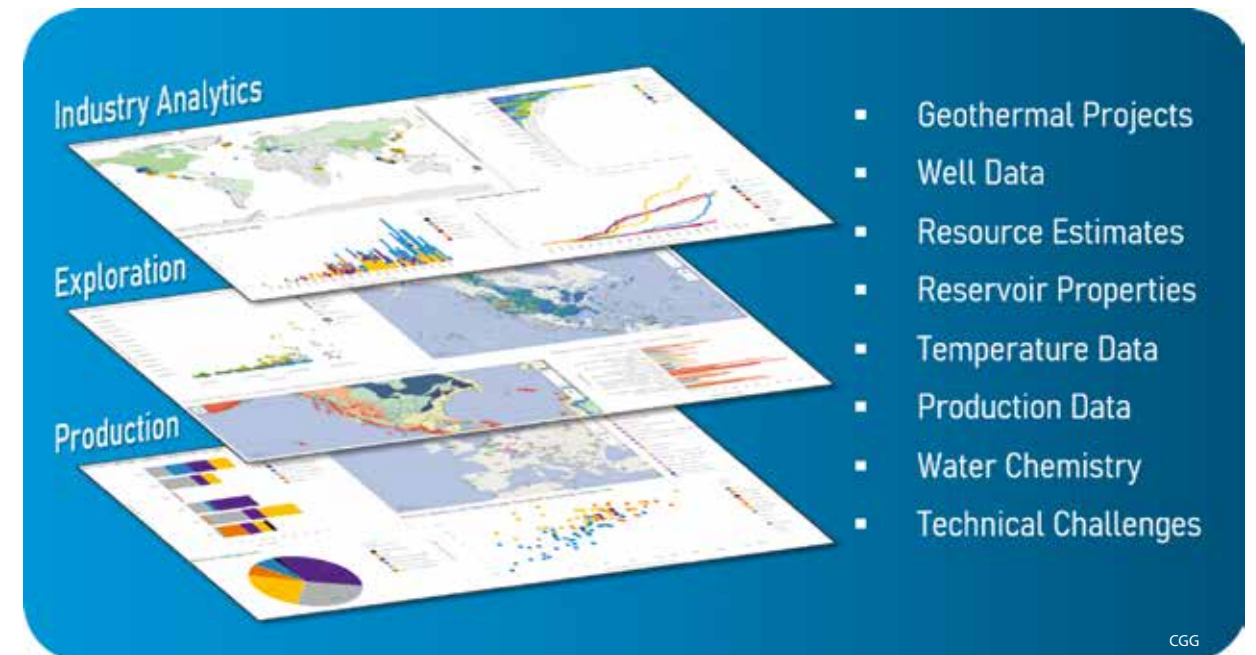 Industry Analytics
Exploration
Production
Geothermal Projects
Well Data
Resource Estimates
Reservoir Properties
Temperature Data
Production Data
Water Chemistry
Technical Challenges
CGG